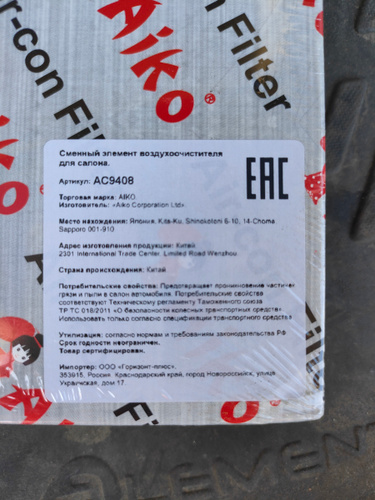 Air-con Filter
Aiko®
Filter
Сменный элемент воздухоочистителя
для салона.
Артикул: AC9408
EAC
Торговая марка: AIKO
Изготовитель: «Aiko Corporation Ltd».
Место нахождения: Япония. Kita-Ku, Shinokotoni 6-10, 14-Choma
Sapporo 001-910
Адрес изготовления продукции: Китай
2301 International Trade Center, Limited Road Wenzhou.
Страна происхождения: Китай
Потребительские свойства: Предотвращает проникновение частичек
грязи и пыли в салон автомобиля. Потребительские свойства
соответствуют Техническому регламенту Таможенного союза
ТР ТС 018/2011 «О безопасности колесных транспортных средств».
Использовать только согласно спецификации транспортного средства
Утилизация: согласно нормам и требованиям законодательства РФ
Срок годности неограничен.
Товар сертифицирован.
Импортер: ООО «Горизонт-плюс».
353915, Россия, Краснодарский край, город Новороссийск, улица
Украинская, дом 17